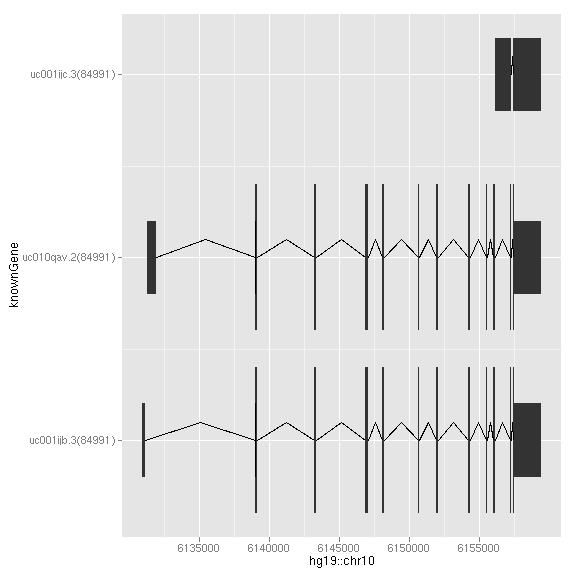 knownGene
uc001ijc.3(84991)
uc010qav.2(84991)
uc001ijb.3(84991)
6135000 6140000 6145000 6150000 6155000
hg19::chr10